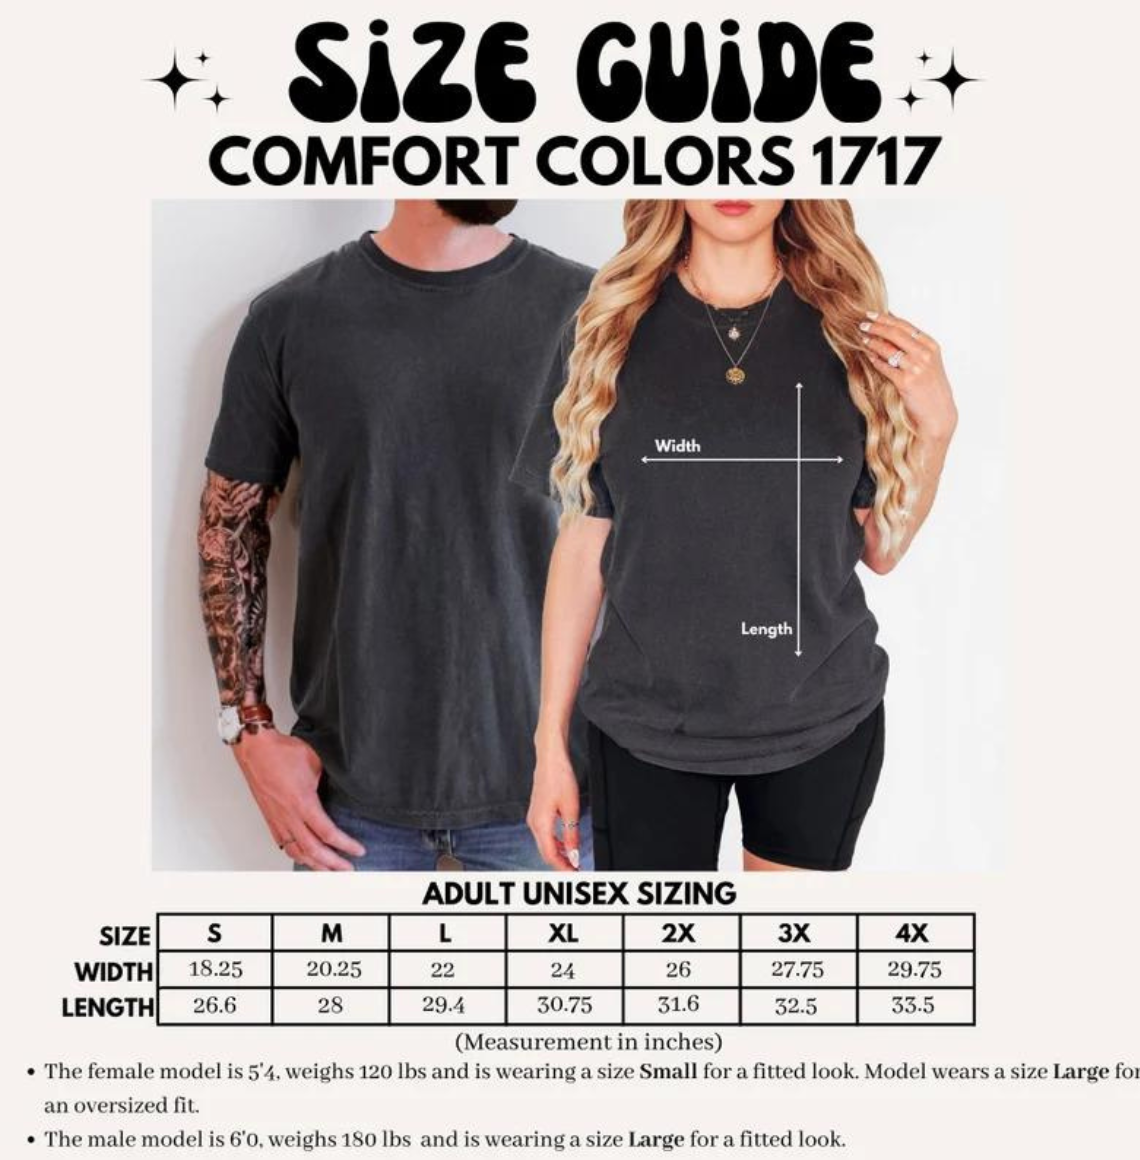 SiZE GUiDE
COMFORT COLORS 1717
Width
Length
ADULT UNISEX SIZING
SIZE S M L XL 2X 3X 4X
WIDTH 18.25 20.25 22 24 26 27.75 29.75
LENGTH 26.6 28 29.4 30.75 31.6 32.5 33.5
(Measurement in inches)
• The female model is 5'4, weighs 120 lbs and is wearing a size Small for a fitted look. Model wears a size Large for
an oversized fit.
• The male model is 6'0, weighs 180 lbs and is wearing a size Large for a fitted look.